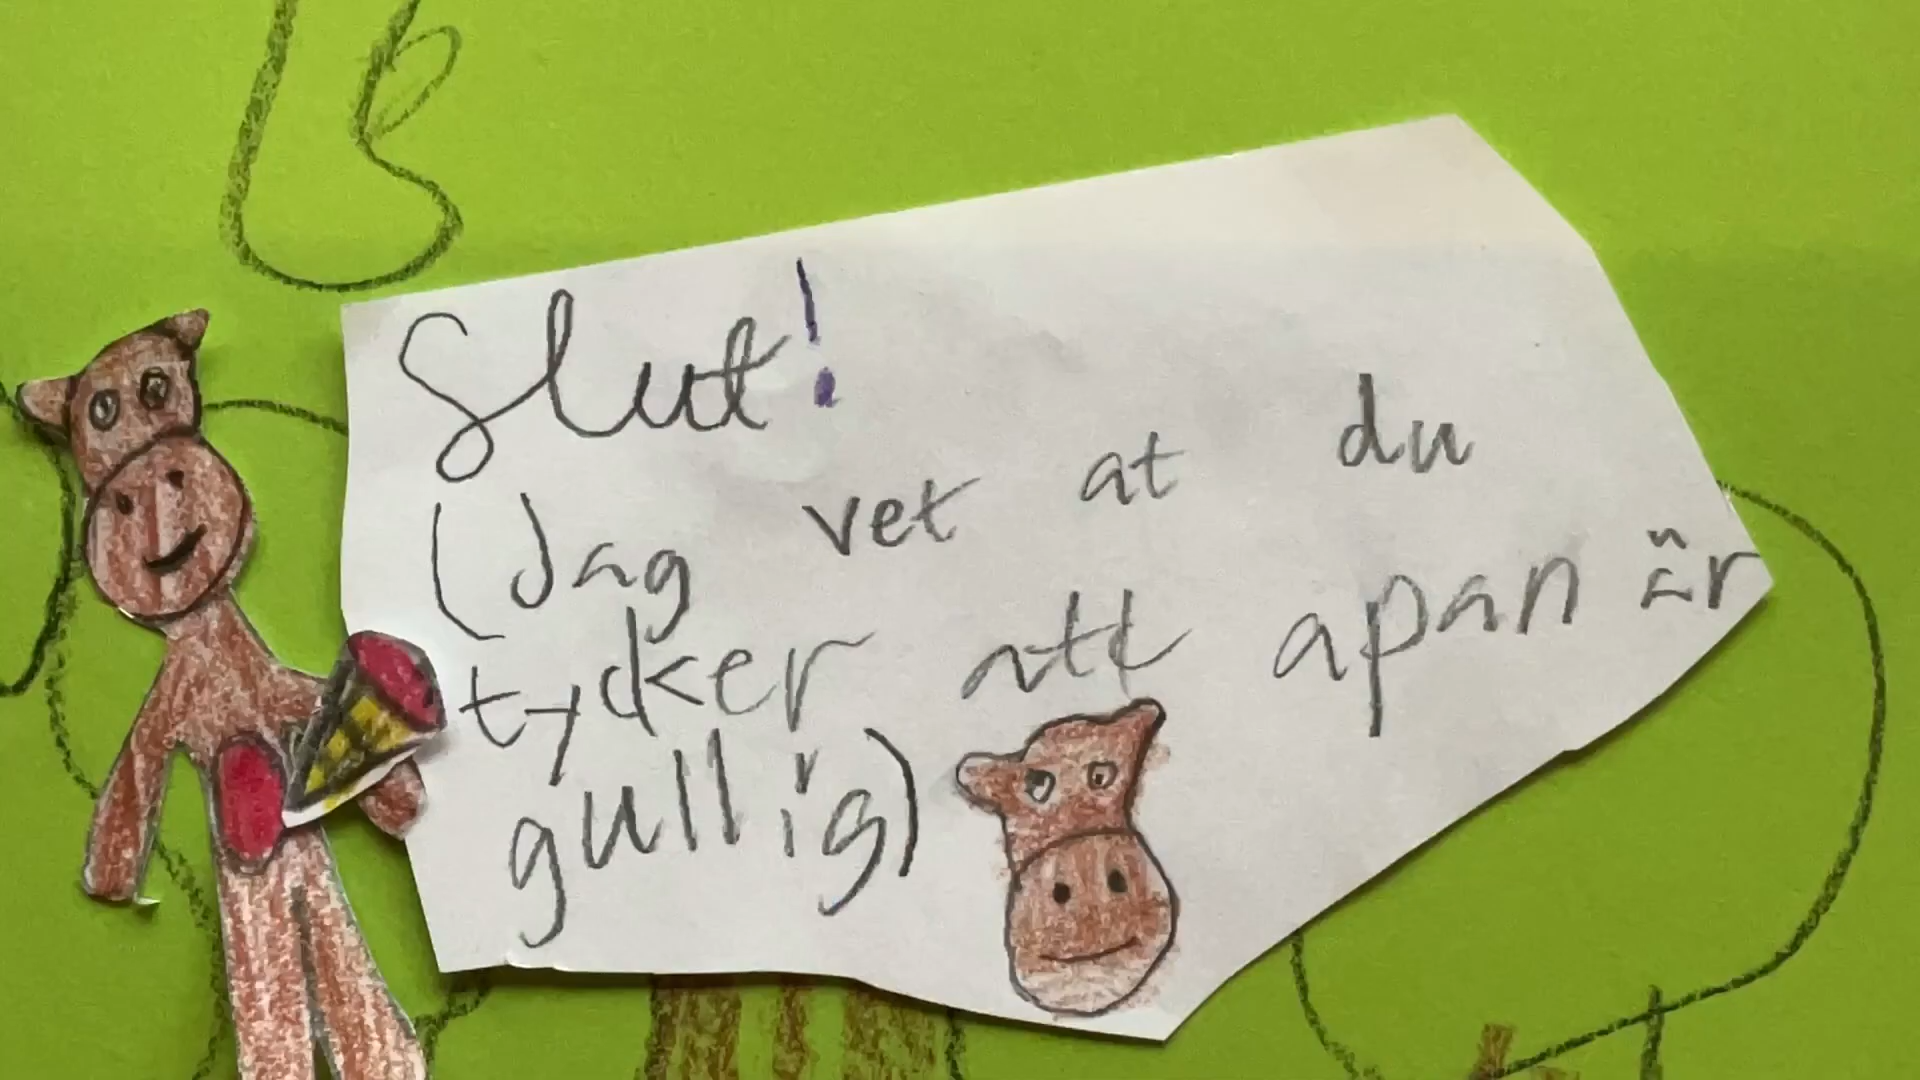 Slut!
(Jag vet at du
tycker att apan är
gullig)